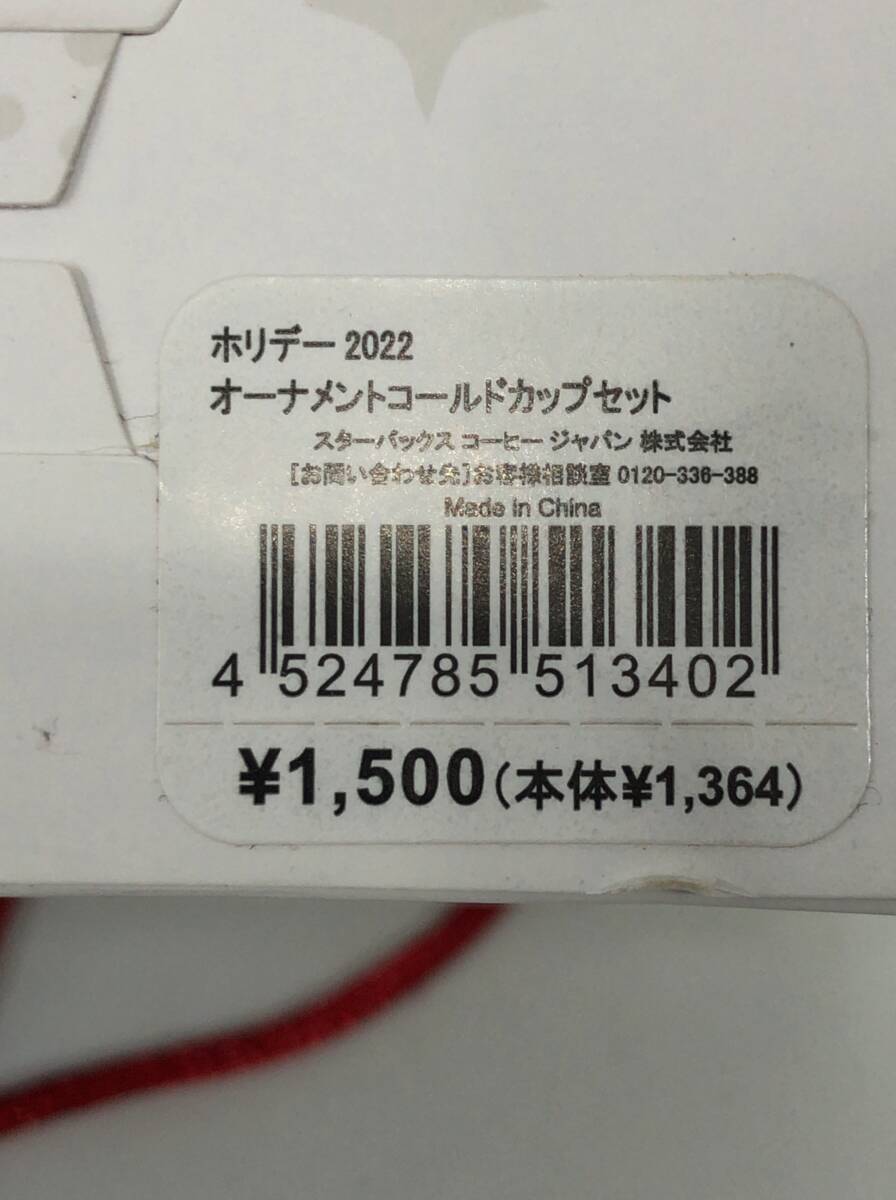 ホリデー 2022
オーナメントコールドカップセット
スターバックス コーヒー ジャパン 株式会社
[お問い合わせ先]お客様相談室 0120-336-388
Made in China
4 524785 513402
¥1,500(本体¥1,364)